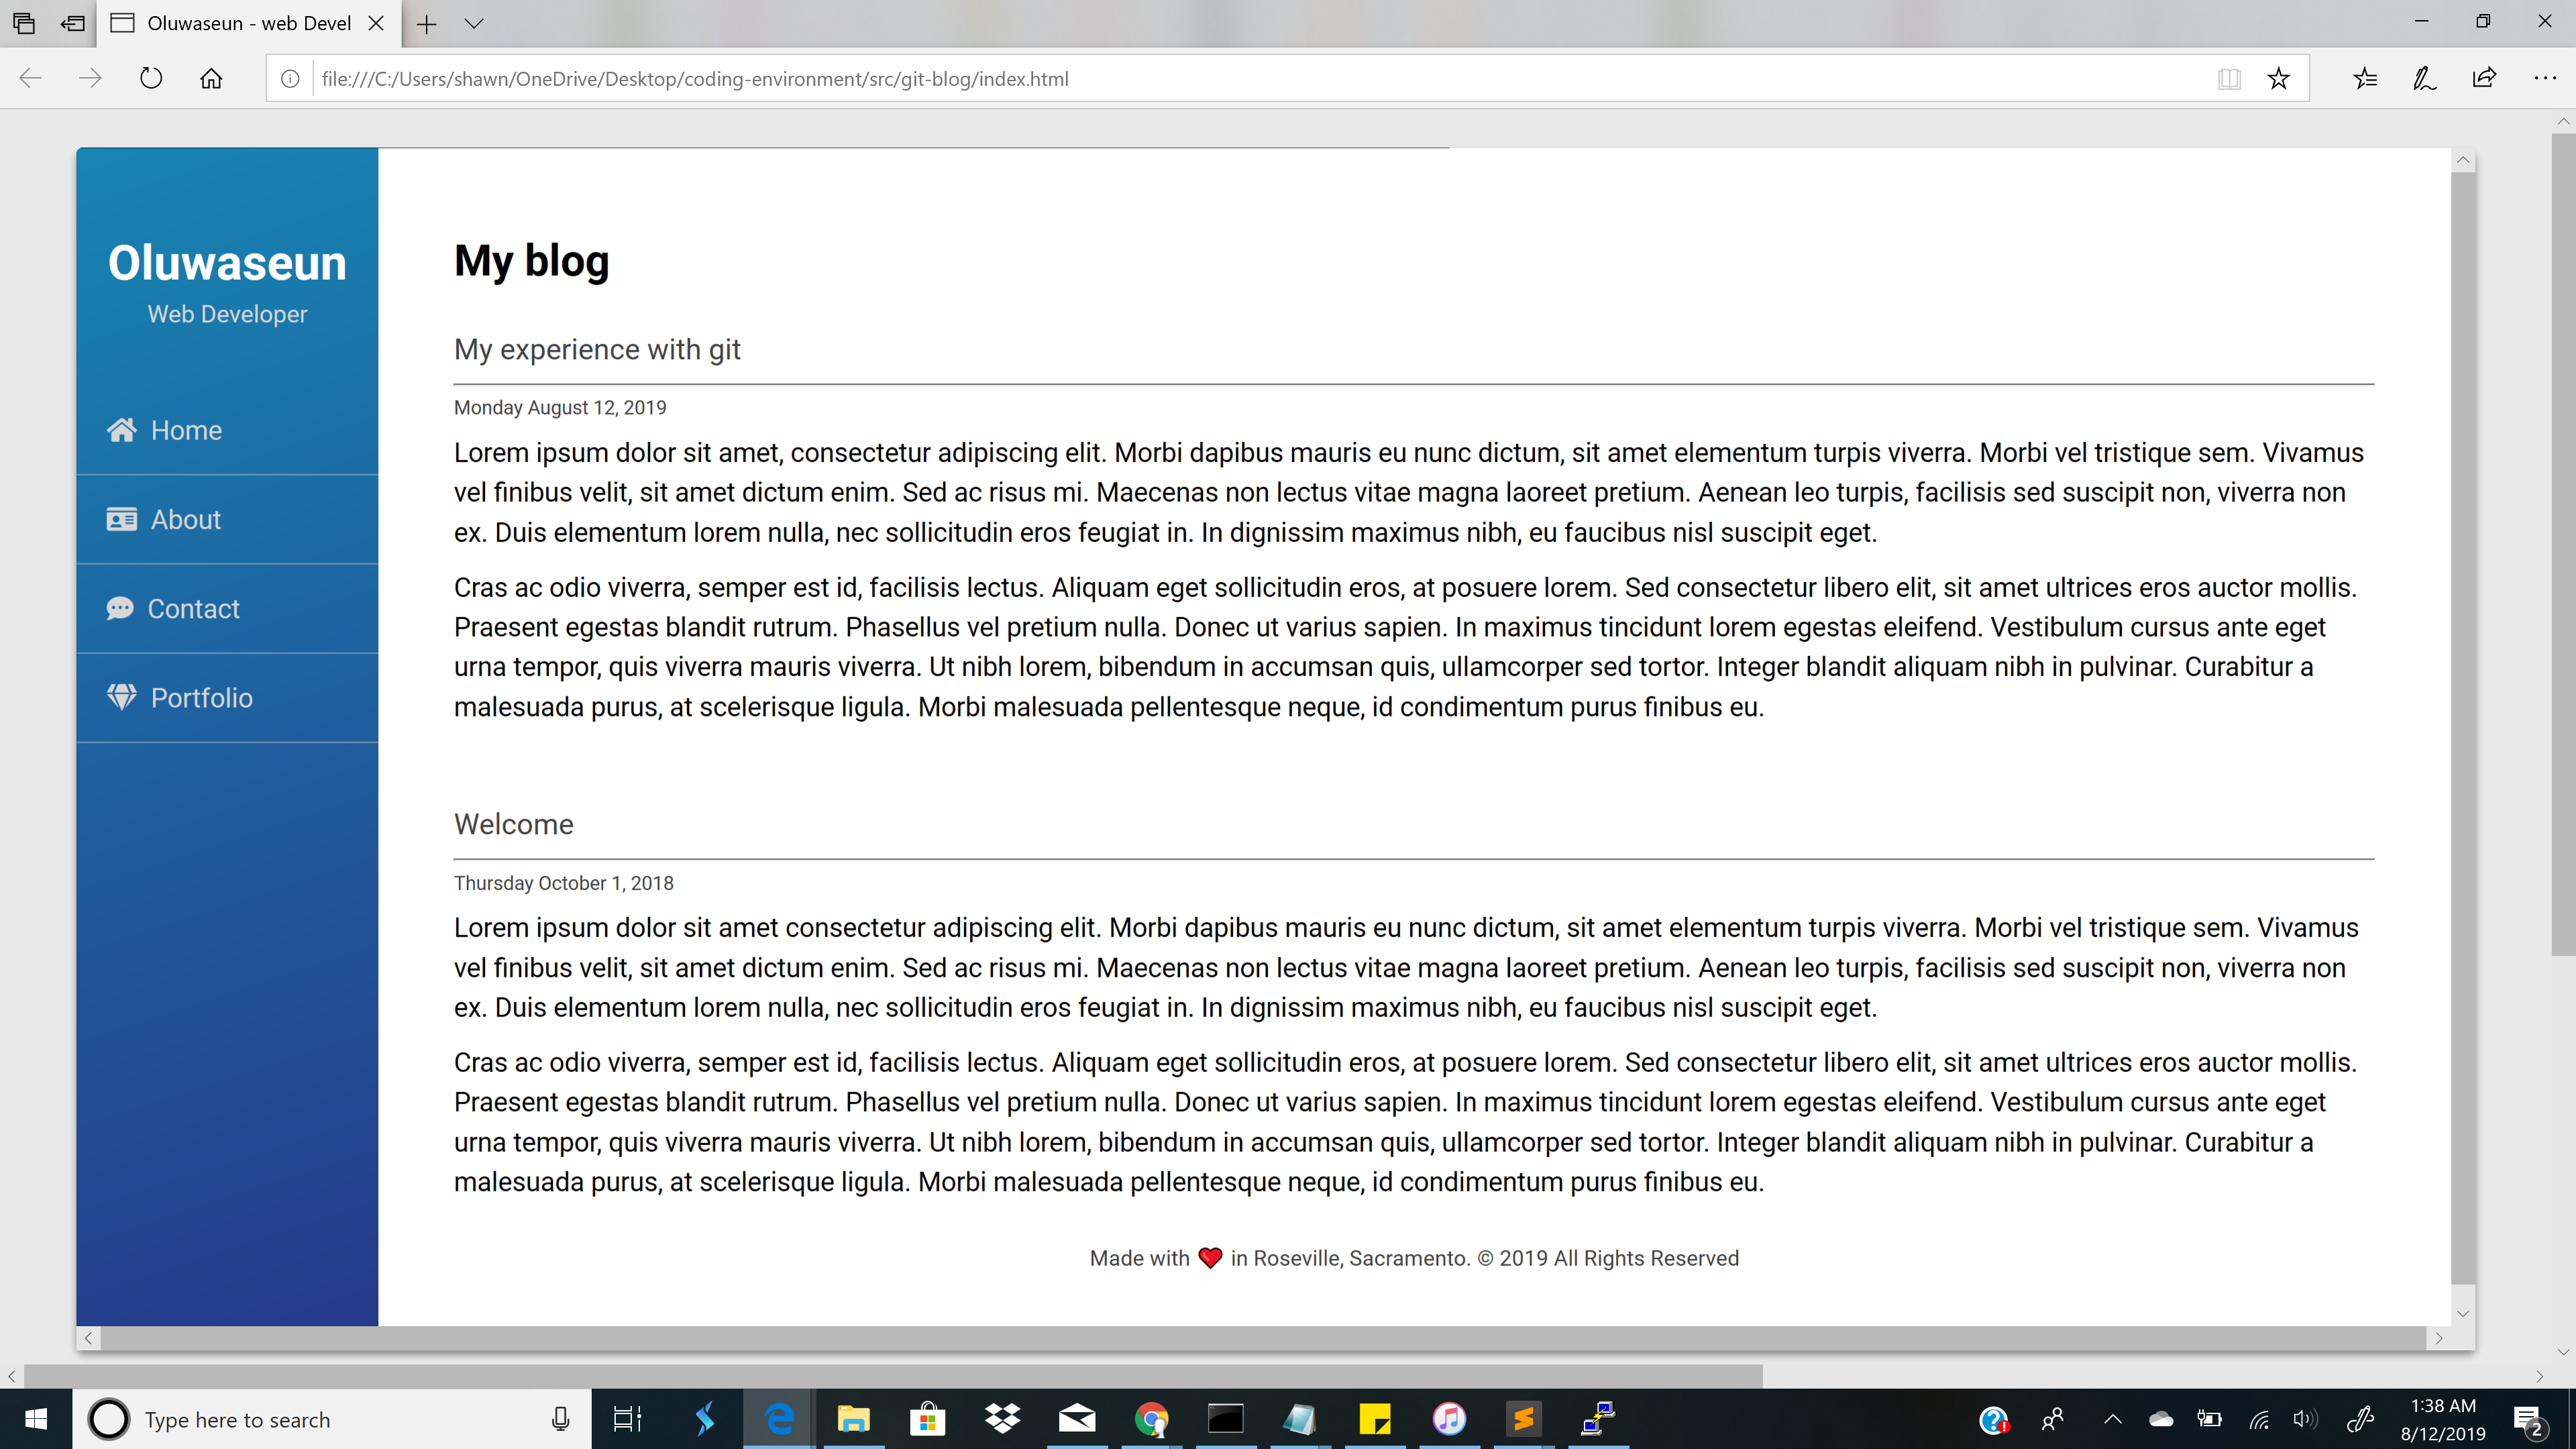 Oluwaseun - web Devel
file:///C:/Users/shawn/OneDrive/Desktop/coding-environment/src/git-blog/index.html
Oluwaseun
Web Developer
Home
About
Contact
Portfolio
My blog
My experience with git
Monday August 12, 2019
Lorem ipsum dolor sit amet, consectetur adipiscing elit. Morbi dapibus mauris eu nunc dictum, sit amet elementum turpis viverra. Morbi vel tristique sem. Vivamus
vel finibus velit, sit amet dictum enim. Sed ac risus mi. Maecenas non lectus vitae magna laoreet pretium. Aenean leo turpis, facilisis sed suscipit non, viverra non
ex. Duis elementum lorem nulla, nec sollicitudin eros feugiat in. In dignissim maximus nibh, eu faucibus nisl suscipit eget.
Cras ac odio viverra, semper est id, facilisis lectus. Aliquam eget sollicitudin eros, at posuere lorem. Sed consectetur libero elit, sit amet ultrices eros auctor mollis.
Praesent egestas blandit rutrum. Phasellus vel pretium nulla. Donec ut varius sapien. In maximus tincidunt lorem egestas eleifend. Vestibulum cursus ante eget
urna tempor, quis viverra mauris viverra. Ut nibh lorem, bibendum in accumsan quis, ullamcorper sed tortor. Integer blandit aliquam nibh in pulvinar. Curabitur a
malesuada purus, at scelerisque ligula. Morbi malesuada pellentesque neque, id condimentum purus finibus eu.
Welcome
Thursday October 1, 2018
Lorem ipsum dolor sit amet consectetur adipiscing elit. Morbi dapibus mauris eu nunc dictum, sit amet elementum turpis viverra. Morbi vel tristique sem. Vivamus
vel finibus velit, sit amet dictum enim. Sed ac risus mi. Maecenas non lectus vitae magna laoreet pretium. Aenean leo turpis, facilisis sed suscipit non, viverra non
ex. Duis elementum lorem nulla, nec sollicitudin eros feugiat in. In dignissim maximus nibh, eu faucibus nisl suscipit eget.
Cras ac odio viverra, semper est id, facilisis lectus. Aliquam eget sollicitudin eros, at posuere lorem. Sed consectetur libero elit, sit amet ultrices eros auctor mollis.
Praesent egestas blandit rutrum. Phasellus vel pretium nulla. Donec ut varius sapien. In maximus tincidunt lorem egestas eleifend. Vestibulum cursus ante eget
urna tempor, quis viverra mauris viverra. Ut nibh lorem, bibendum in accumsan quis, ullamcorper sed tortor. Integer blandit aliquam nibh in pulvinar. Curabitur a
malesuada purus, at scelerisque ligula. Morbi malesuada pellentesque neque, id condimentum purus finibus eu.
Made with ❤ in Roseville, Sacramento. © 2019 All Rights Reserved
Type here to search
1:38 AM
8/12/2019
2